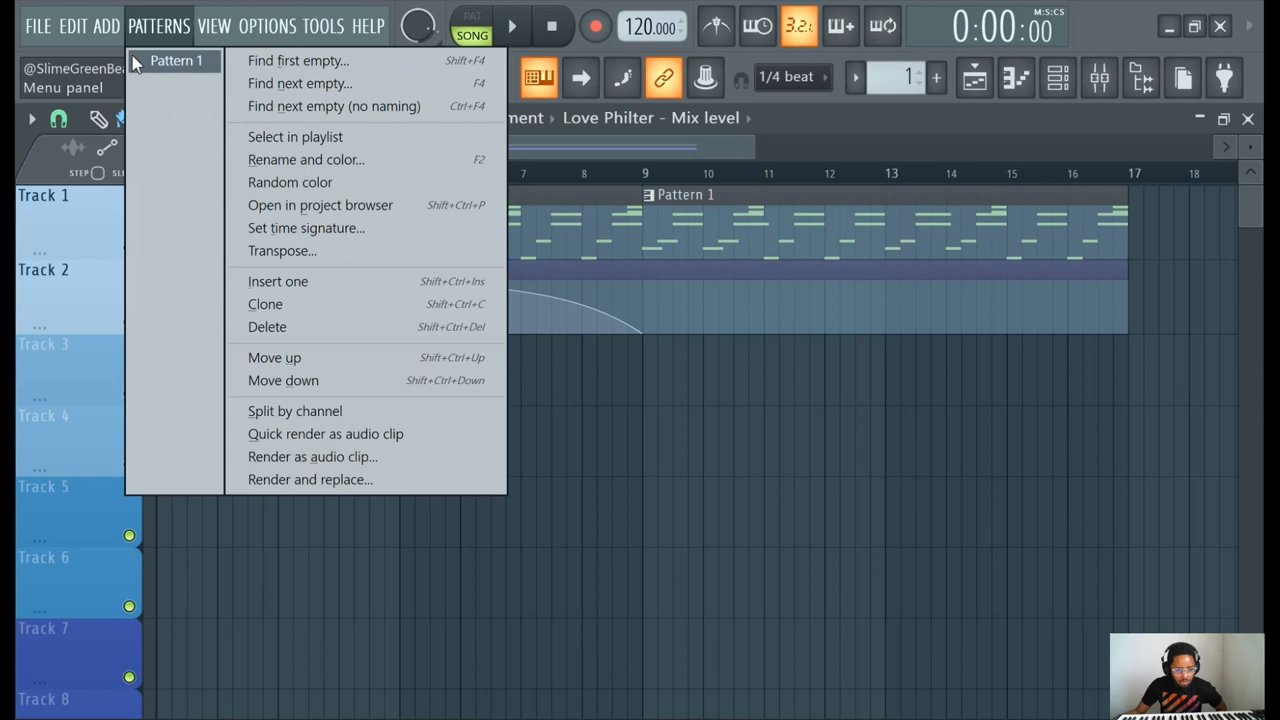 FILE EDIT ADD PATTERNS VIEW OPTIONS TOOLS HELP
PAT
SONG
120.000
3.2.
0:00:00
M:S:CS
@SlimeGreenBea
Menu panel
1/4 beat
1
ment › Love Philter - Mix level ›
STEP
SL
7 8 9 10 11 12 13 14 15 16 17 18
Pattern 1
Find first empty... Shift+F4
Find next empty... F4
Find next empty (no naming) Ctrl+F4
Select in playlist
Rename and color... F2
Random color
Open in project browser Shift+Ctrl+P
Set time signature...
Transpose...
Insert one Shift+Ctrl+Ins
Clone Shift+Ctrl+C
Delete Shift+Ctrl+Del
Move up Shift+Ctrl+Up
Move down Shift+Ctrl+Down
Split by channel
Quick render as audio clip
Render as audio clip...
Render and replace...
Pattern 1
Track 1
Track 2
Track 3
Track 4
Track 5
Track 6
Track 7
Track 8